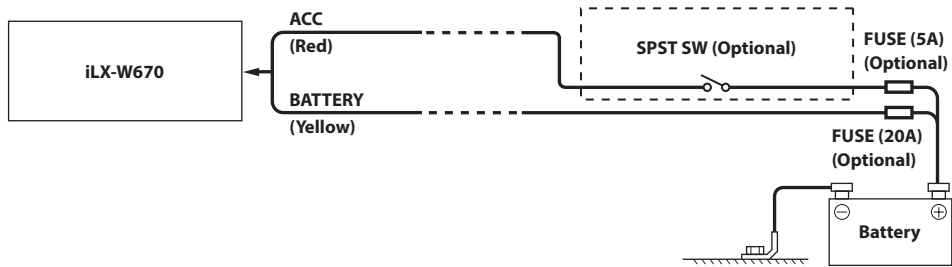 ACC
(Red)
iLX-W670
BATTERY
(Yellow)
SPST SW (Optional)
FUSE (5A)
(Optional)
FUSE (20A)
(Optional)
Battery